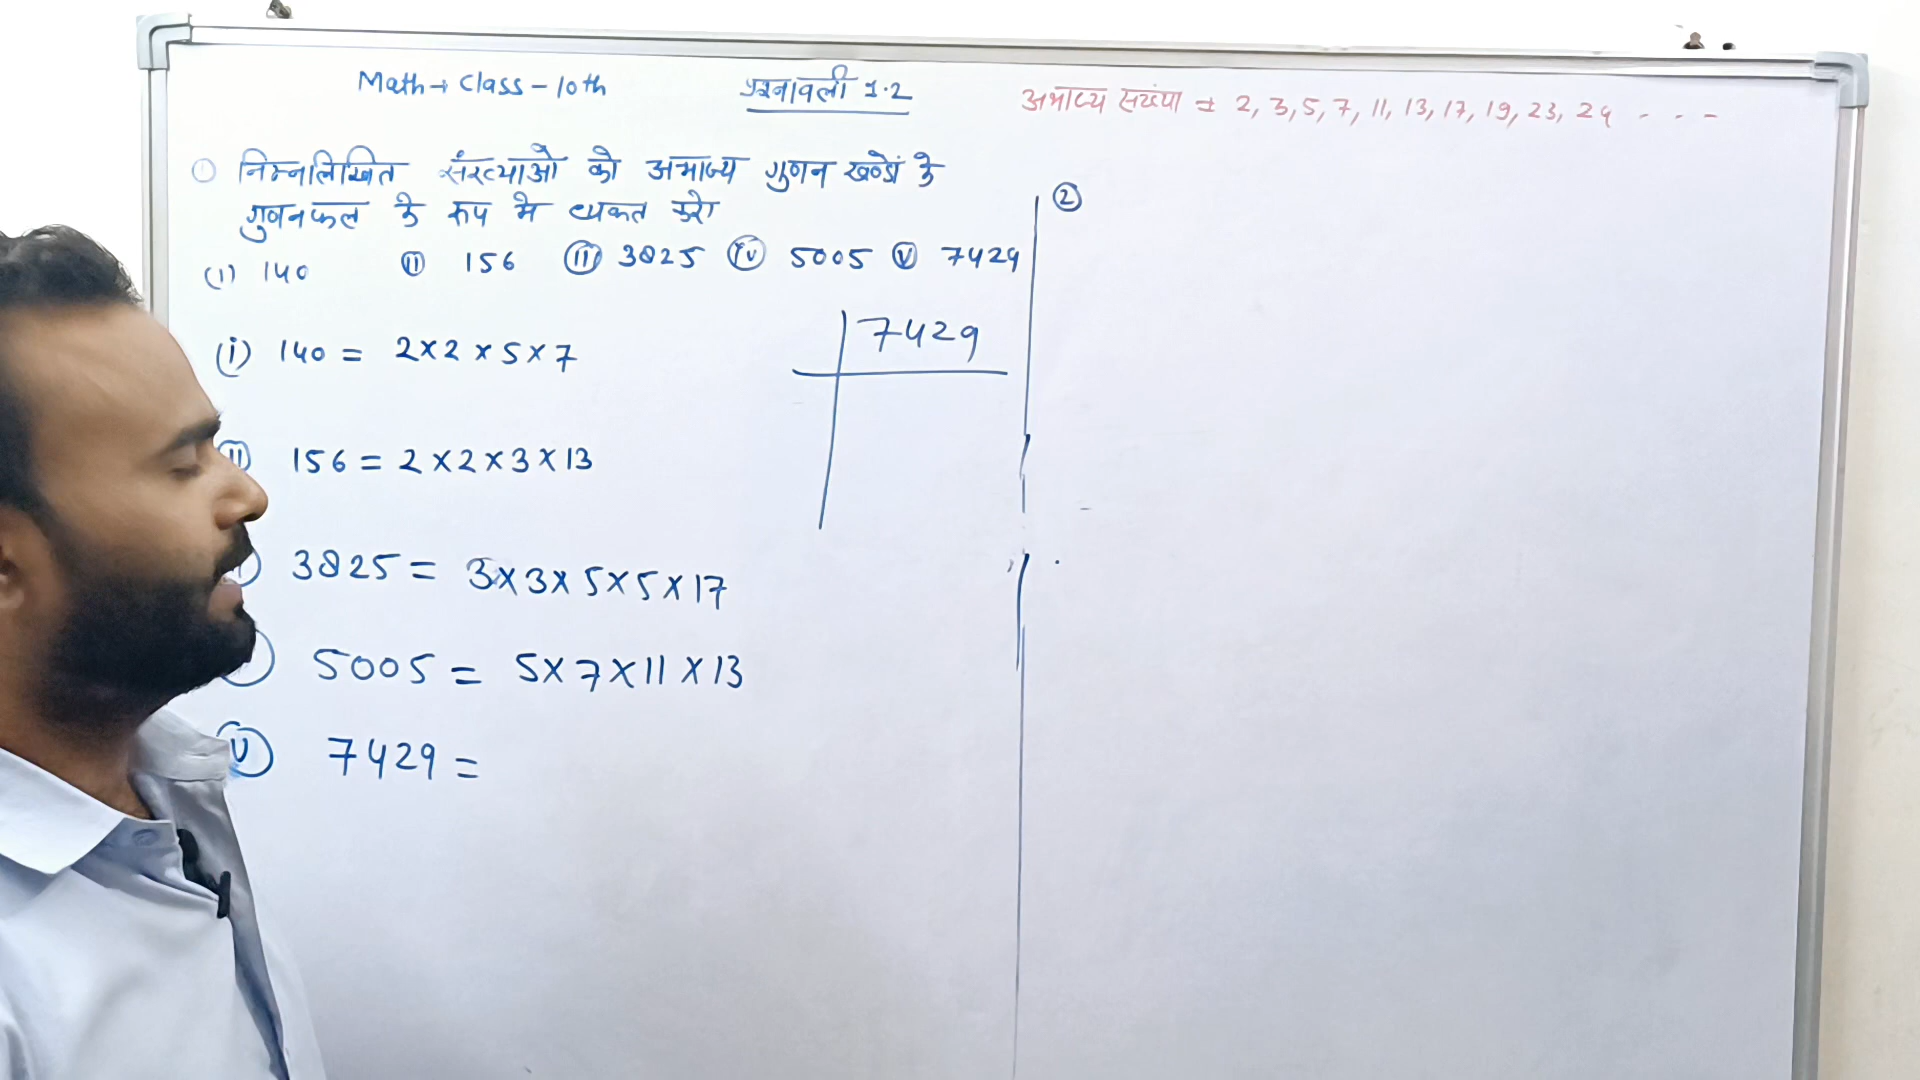 Math → Class - 10th
प्रश्नावली 1.2
अभाज्य संख्या = 2, 3, 5, 7, 11, 13, 17, 19, 23, 29 - - -
① निम्नलिखित संख्याओ को अभाज्य गुणन खण्डों के
गुणनफल के रूप मे व्यक्त करो
(i) 140 (ii) 156 (iii) 3825 (iv) 5005 (v) 7429
(i) 140 = 2×2×5×7
(ii) 156 = 2×2×3×13
3825 = 3×3×5×5×17
5005 = 5×7×11×13
(v) 7429 =
7429
②